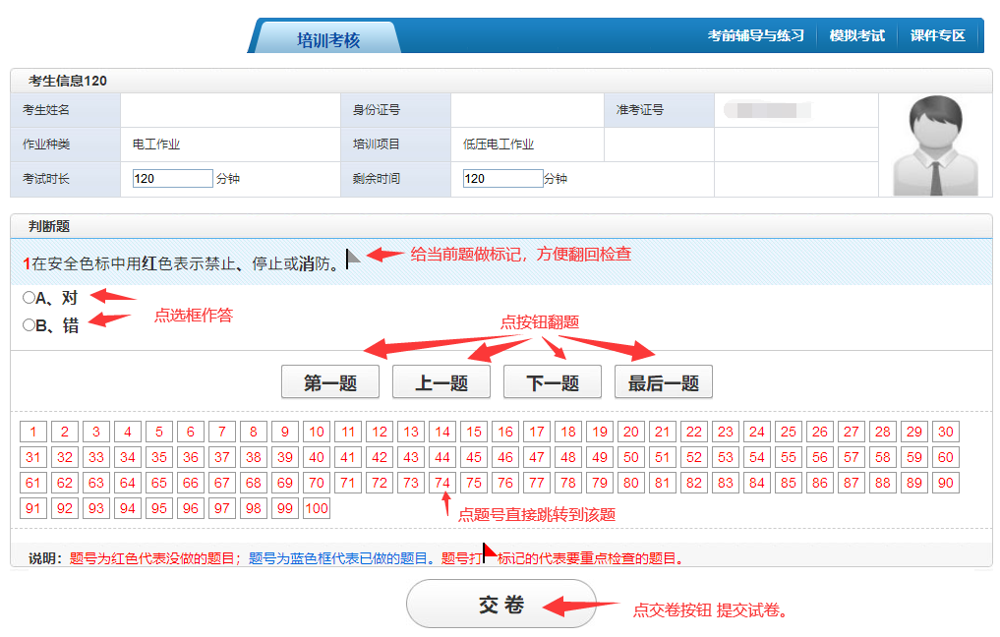 培训考核 考前辅导与练习 模拟考试 课件专区
考生信息120
考生姓名 身份证号 准考证号
作业种类 电工作业 培训项目 低压电工作业
考试时长 120 分钟 剩余时间 120 分钟
判断题
1在安全色标中用红色表示禁止、停止或消防。 给当前题做标记，方便翻回检查
A、对
点选框作答
B、错
点按钮翻题
第一题 上一题 下一题 最后一题
1 2 3 4 5 6 7 8 9 10 11 12 13 14 15 16 17 18 19 20 21 22 23 24 25 26 27 28 29 30
31 32 33 34 35 36 37 38 39 40 41 42 43 44 45 46 47 48 49 50 51 52 53 54 55 56 57 58 59 60
61 62 63 64 65 66 67 68 69 70 71 72 73 74 75 76 77 78 79 80 81 82 83 84 85 86 87 88 89 90
91 92 93 94 95 96 97 98 99 100
点题号直接跳转到该题
说明：题号为红色代表没做的题目；题号为蓝色框代表已做的题目。题号打 标记的代表要重点检查的题目。
交 卷 点交卷按钮 提交试卷。